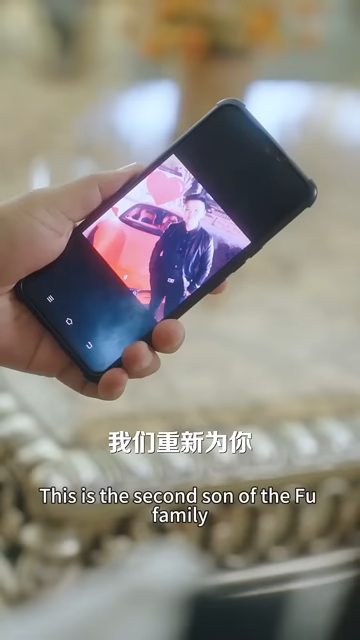 我们重新为你
This is the second son of the Fu
family